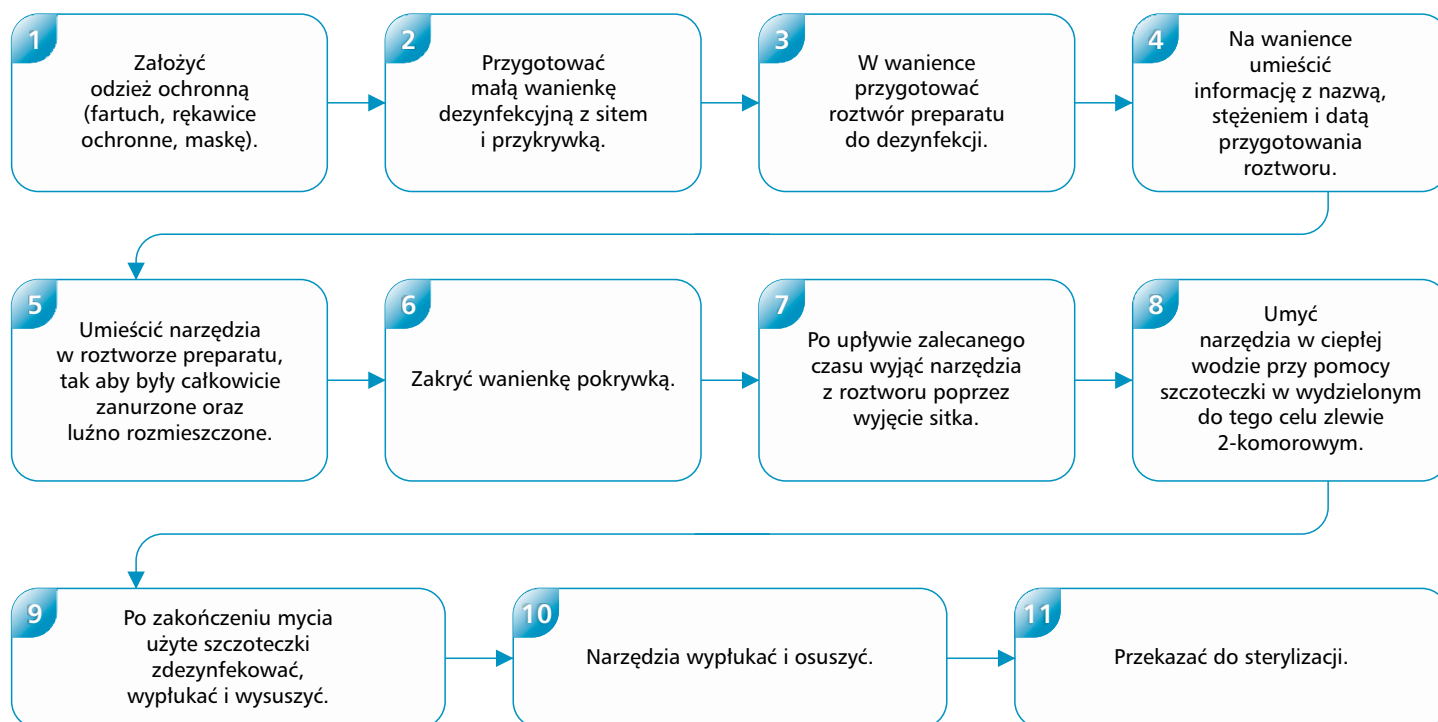 1
Założyć
odzież ochronną
(fartuch, rękawice
ochronne, maskę).
2
Przygotować
małą wanienkę
dezynfekcyjną z sitem
i przykrywką.
3
W wanience
przygotować
roztwór preparatu
do dezynfekcji.
4
Na wanience
umieścić
informację z nazwą,
stężeniem i datą
przygotowania
roztworu.
5
Umieścić narzędzia
w roztworze preparatu,
tak aby były całkowicie
zanurzone oraz
luźno rozmieszczone.
6
Zakryć wanienkę pokrywką.
7
Po upływie zalecanego
czasu wyjąć narzędzia
z roztworu poprzez
wyjęcie sitka.
8
Umyć
narzędzia w ciepłej
wodzie przy pomocy
szczoteczki w wydzielonym
do tego celu zlewie
2-komorowym.
9
Po zakończeniu mycia
użyte szczoteczki
zdezynfekować,
wypłukać i wysuszyć.
10
Narzędzia wypłukać i osuszyć.
11
Przekazać do sterylizacji.